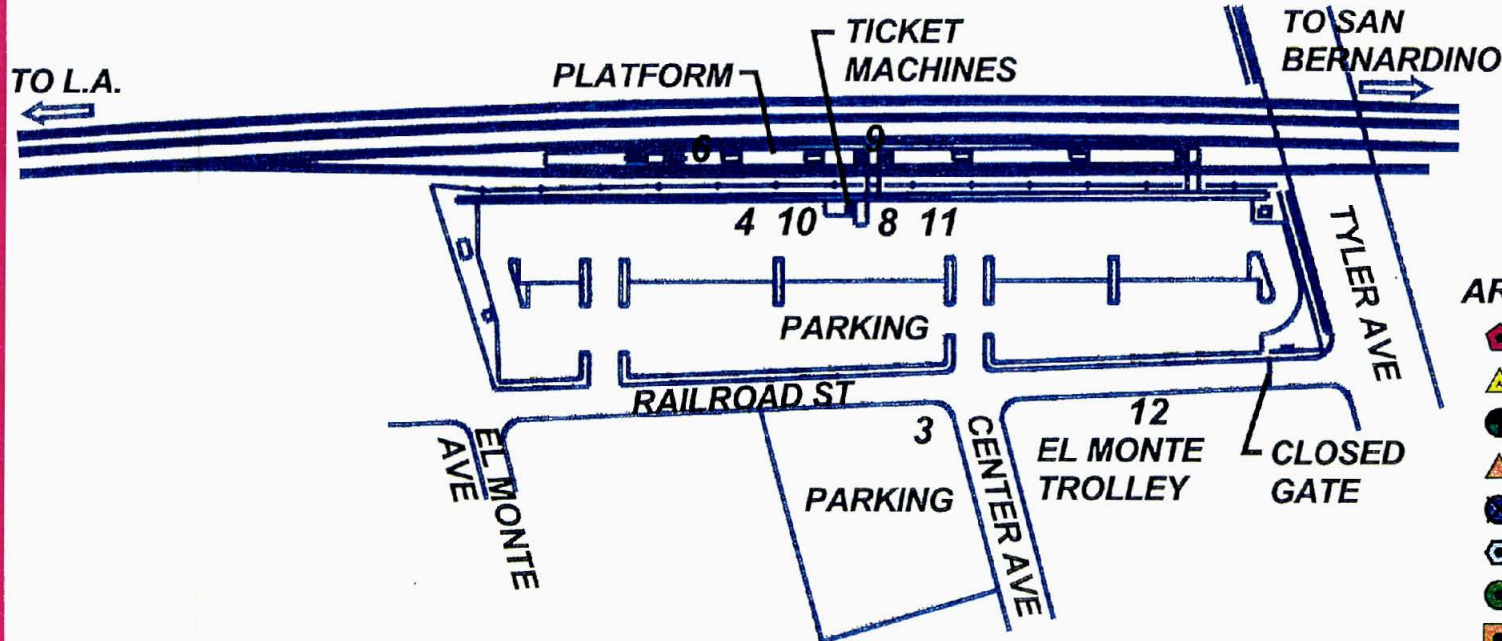 TO L.A.
PLATFORM
TICKET
MACHINES
TO SAN
BERNARDINO
6
9
4 10
8 11
TYLER AVE
PARKING
RAILROAD ST
3
12
EL MONTE
TROLLEY
CLOSED
GATE
EL MONTE
AVE
PARKING
CENTER AVE